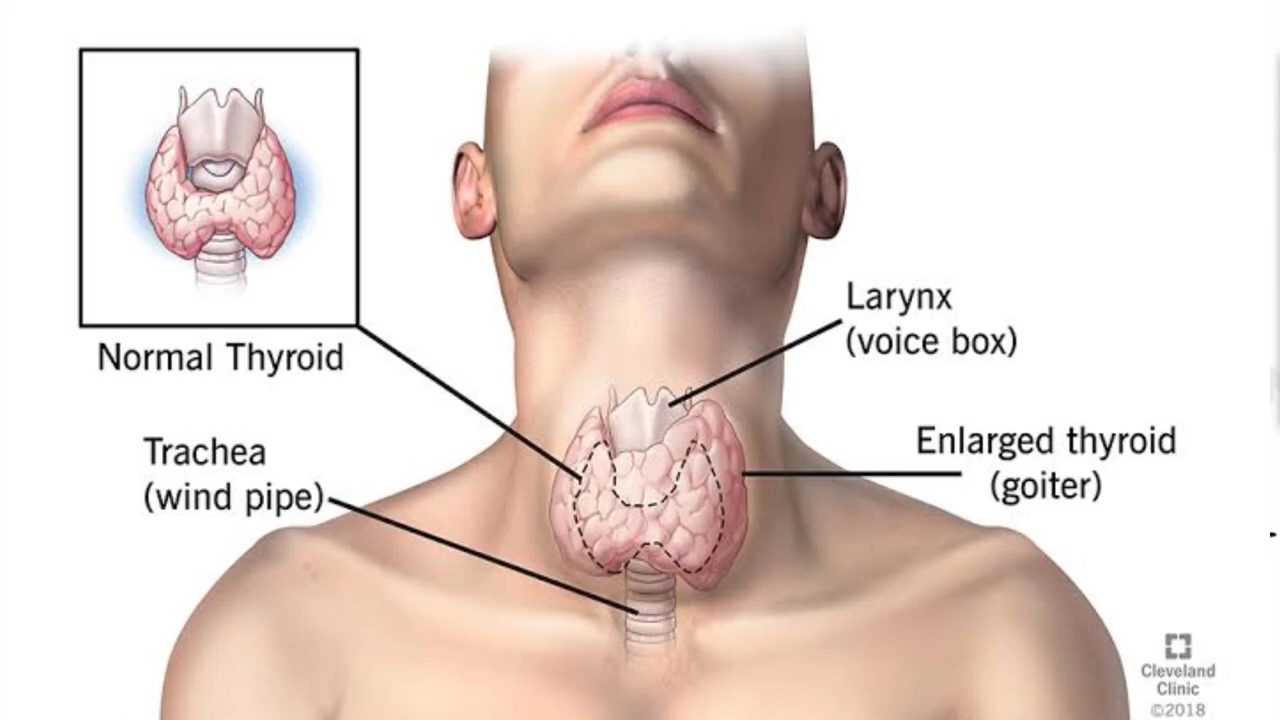 Normal Thyroid
Larynx
(voice box)
Trachea
(wind pipe)
Enlarged thyroid
(goiter)
Cleveland
Clinic
©2018